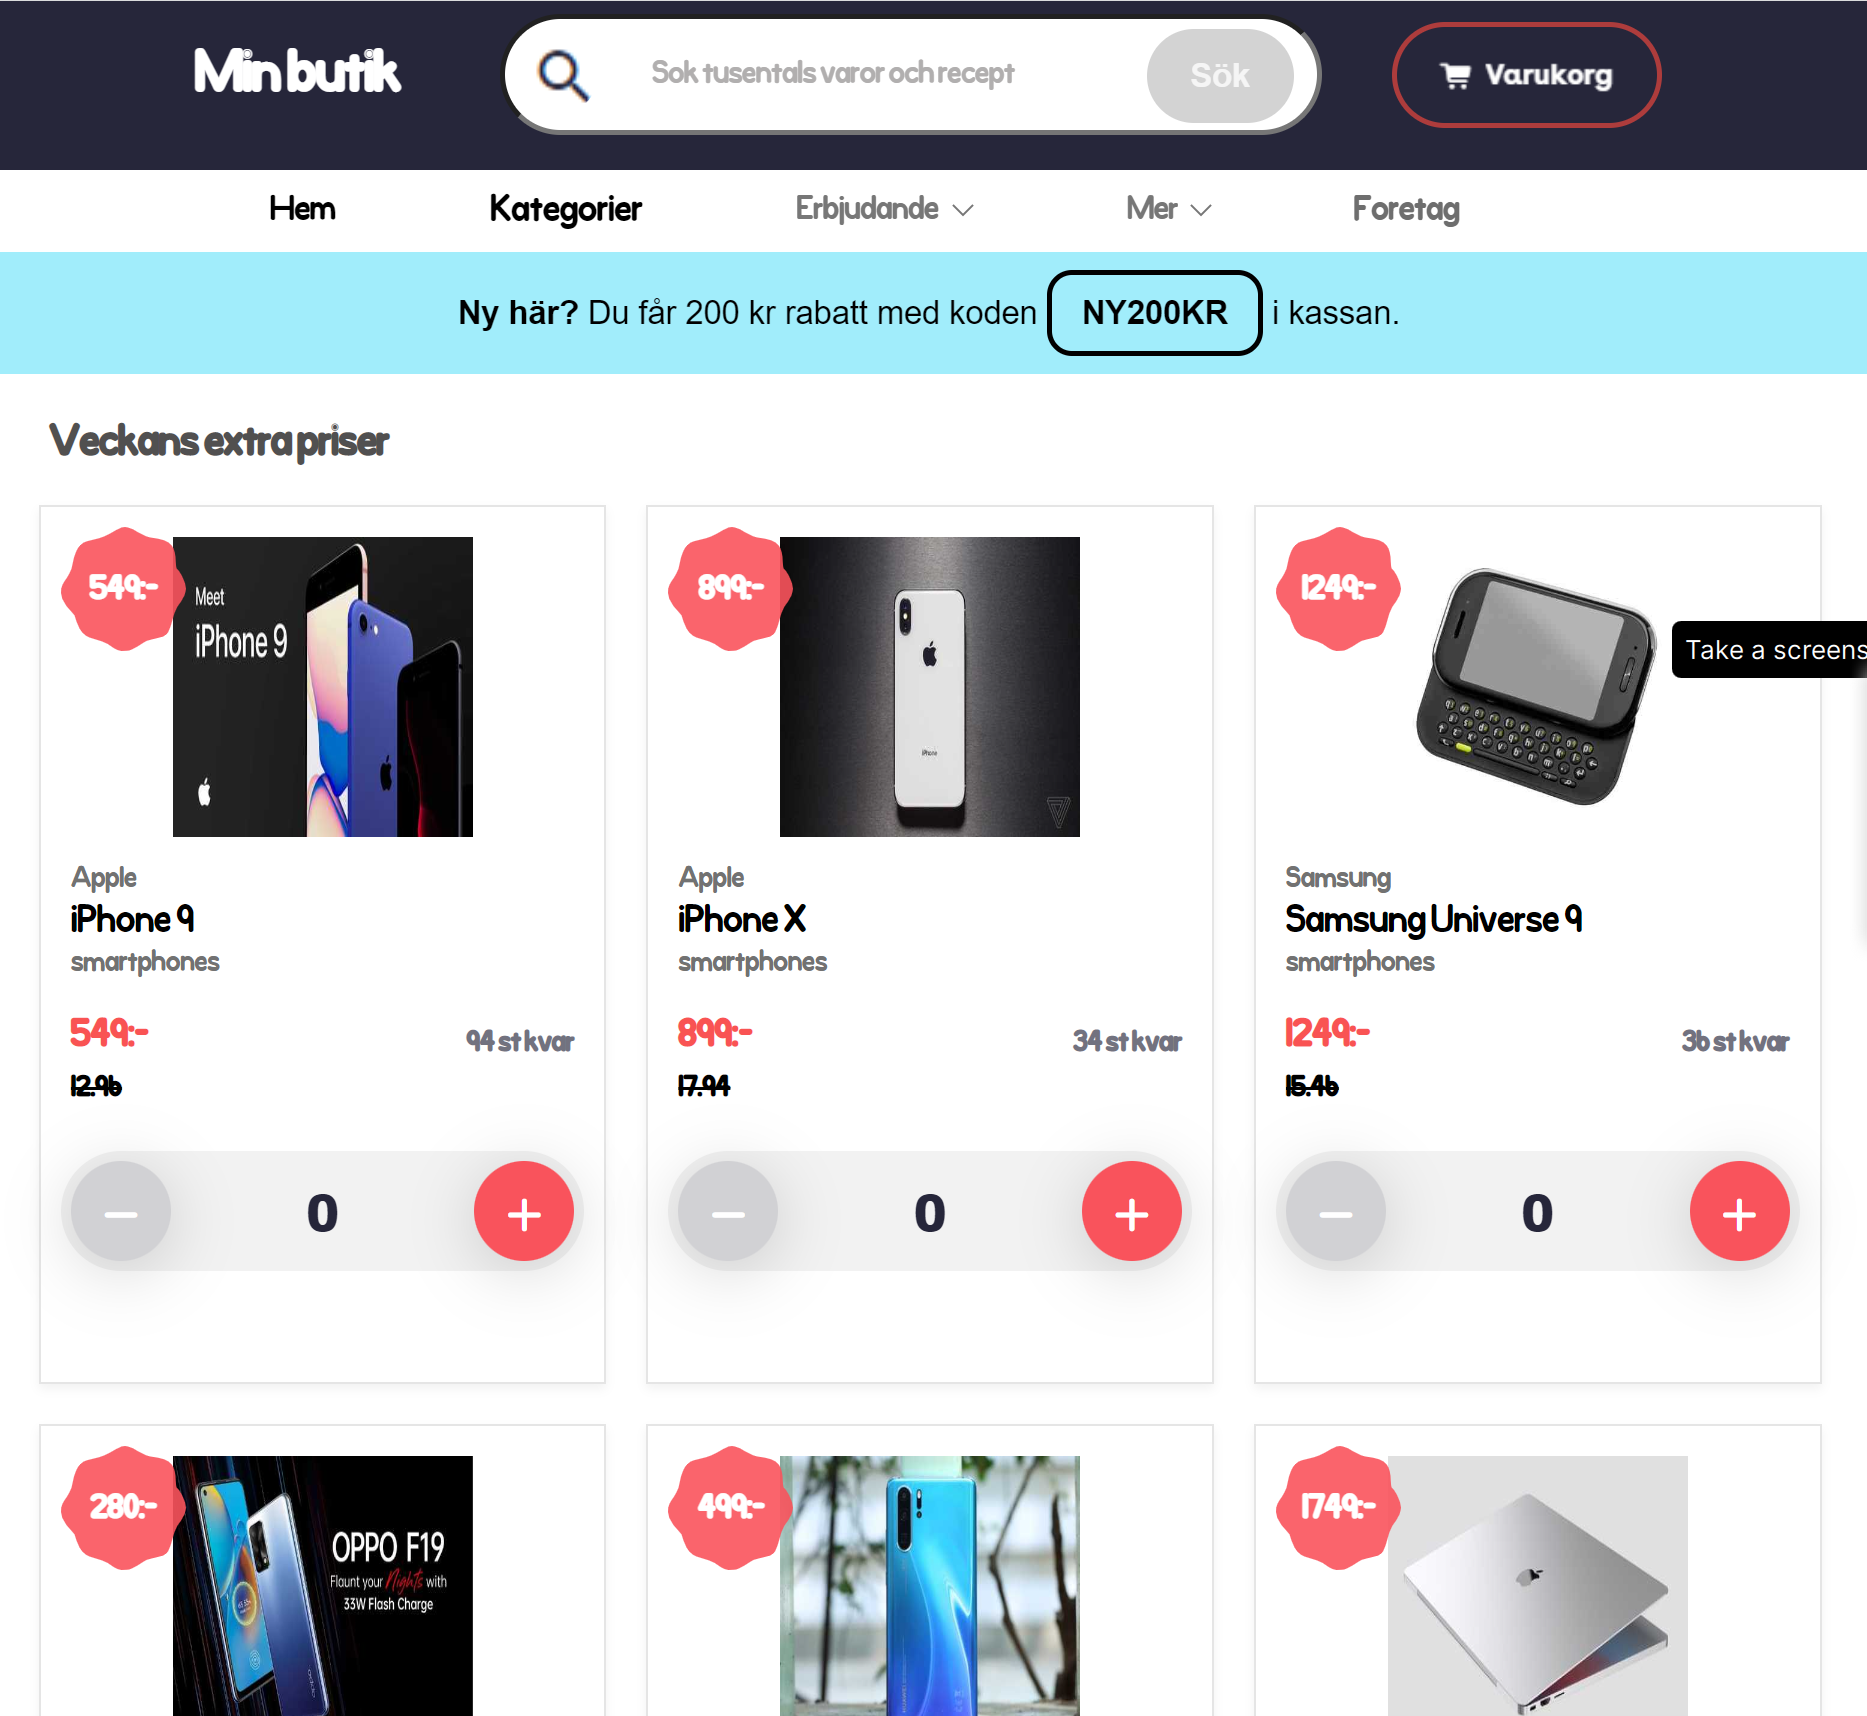 Min butik
Sok tusentals varor och recept
Sök
Varukorg
Hem
Kategorier
Erbjudande
Mer
Foretag
Ny här? Du får 200 kr rabatt med koden NY200KR i kassan.
Veckans extra priser
549:-
Meet
iPhone 9
Apple
iPhone 9
smartphones
549:-
94 st kvar
12.96
0
899:-
iPhone
Apple
iPhone X
smartphones
899:-
34 st kvar
17.94
0
1249:-
Take a screens
Samsung
Samsung Universe 9
smartphones
1249:-
36 st kvar
15.46
0
280:-
OPPO F19
Flaunt your Nights with
33W Flash Charge
499:-
1749:-